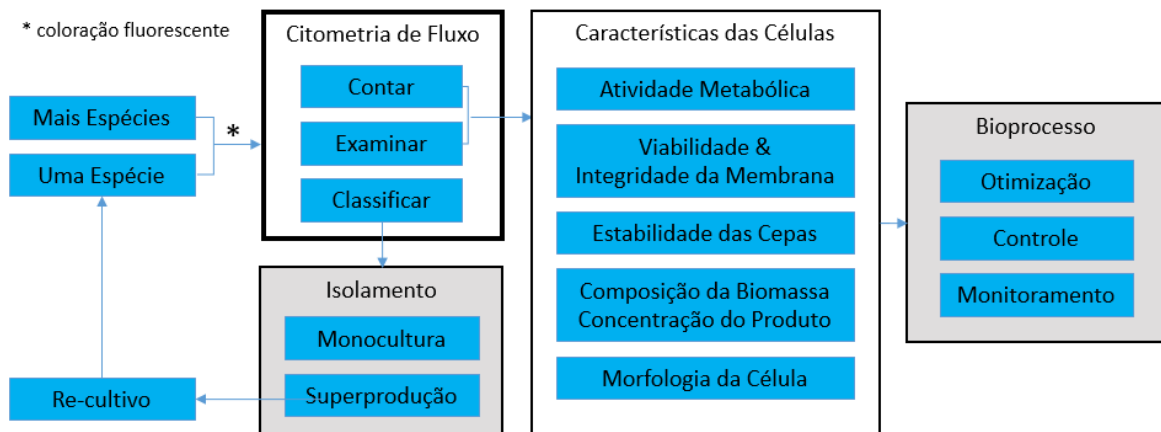 * coloração fluorescente
Mais Espécies
Uma Espécie
*
Citometria de Fluxo
Contar
Examinar
Classificar
Isolamento
Monocultura
Superprodução
Re-cultivo
Características das Células
Atividade Metabólica
Viabilidade &
Integridade da Membrana
Estabilidade das Cepas
Composição da Biomassa
Concentração do Produto
Morfologia da Célula
Bioprocesso
Otimização
Controle
Monitoramento